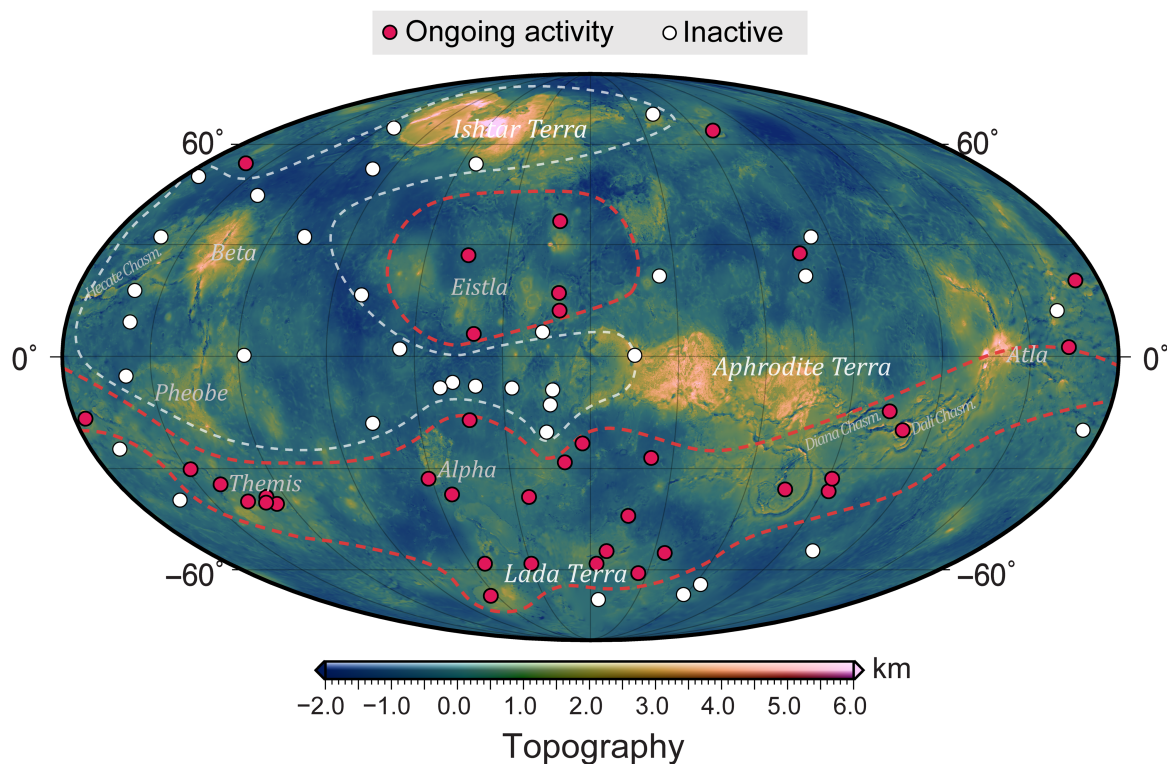 Ongoing activity Inactive
Ishtar Terra
60° 60°
Beta
Hecate Chasm.
Eistla
0° Aphrodite Terra Atla 0°
Pheobe
Diana Chasm. Dali Chasm.
Alpha
Themis
−60° Lada Terra −60°
km
−2.0 −1.0 0.0 1.0 2.0 3.0 4.0 5.0 6.0
Topography